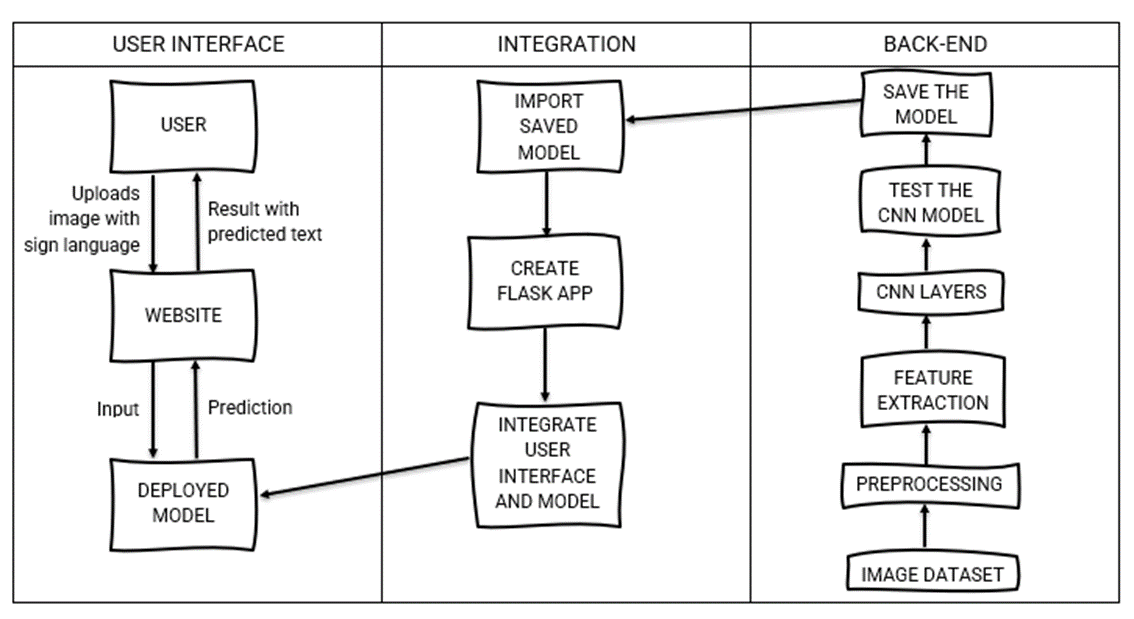 USER INTERFACE
USER
Uploads
image with
sign language
Result with
predicted text
WEBSITE
Input
Prediction
DEPLOYED
MODEL
INTEGRATION
IMPORT
SAVED
MODEL
CREATE
FLASK APP
INTEGRATE
USER
INTERFACE
AND MODEL
BACK-END
SAVE THE
MODEL
TEST THE
CNN MODEL
CNN LAYERS
FEATURE
EXTRACTION
PREPROCESSING
IMAGE DATASET